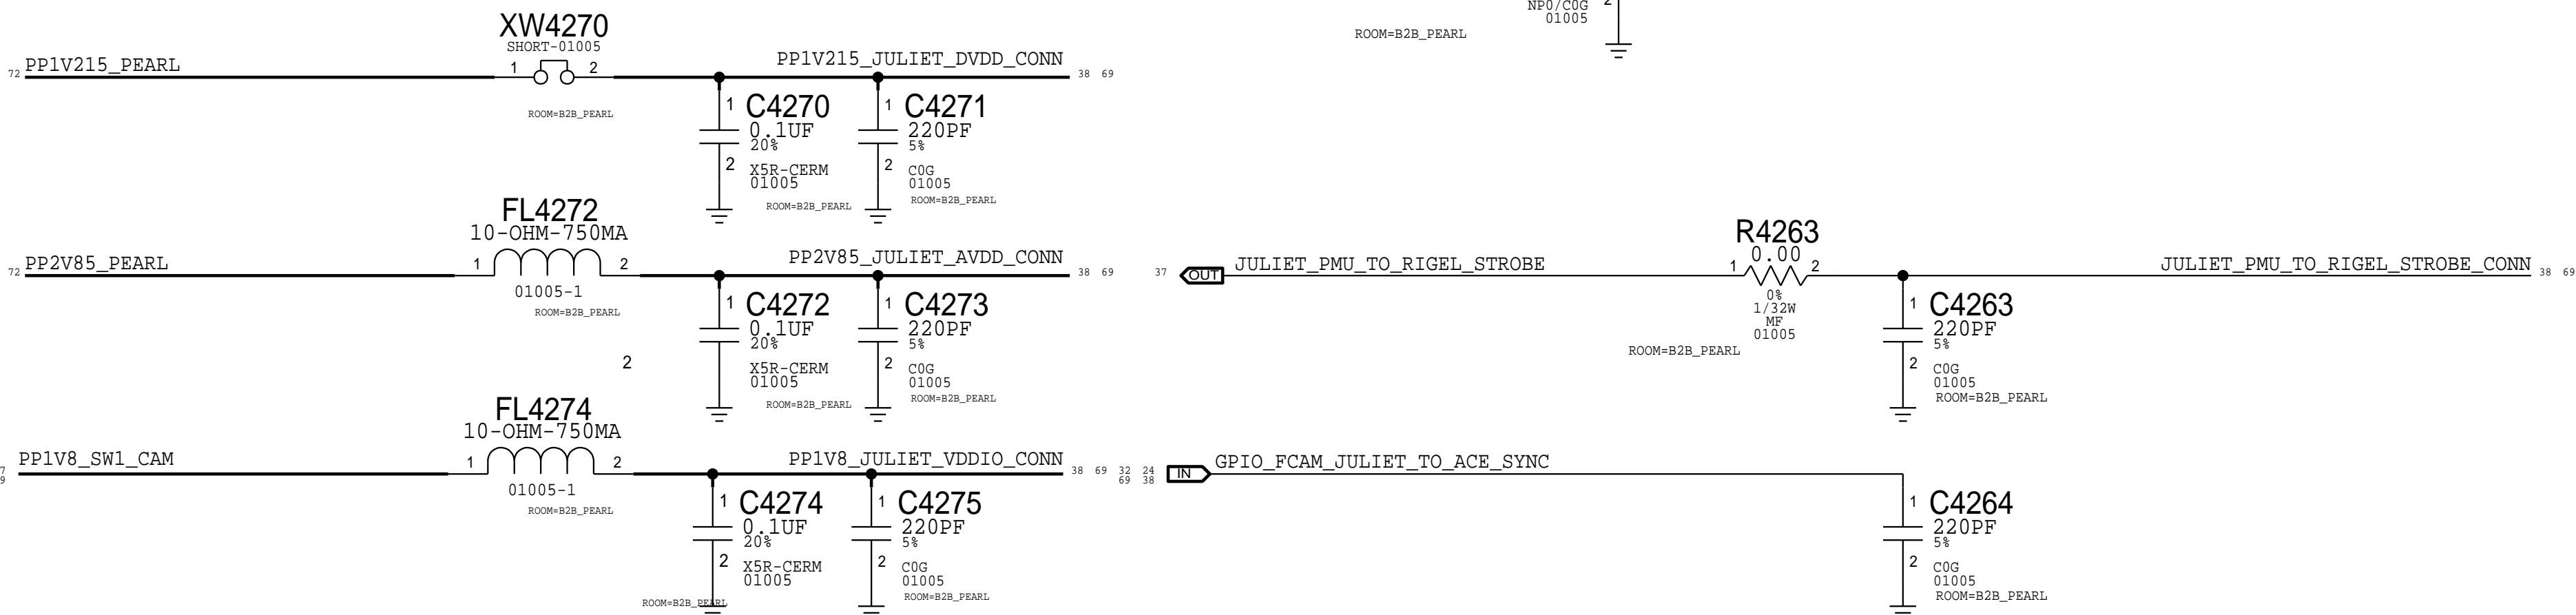 NP0/C0G
2
01005
ROOM=B2B_PEARL
XW4270
SHORT-01005
72 PP1V215_PEARL
1 2
PP1V215_JULIET_DVDD_CONN 38 69
ROOM=B2B_PEARL
1 C4270
0.1UF
20%
2 X5R-CERM
01005
ROOM=B2B_PEARL
1 C4271
220PF
5%
2 C0G
01005
ROOM=B2B_PEARL
FL4272
10-OHM-750MA
72 PP2V85_PEARL
1 2
PP2V85_JULIET_AVDD_CONN 38 69
01005-1
ROOM=B2B_PEARL
2
1 C4272
0.1UF
20%
2 X5R-CERM
01005
ROOM=B2B_PEARL
1 C4273
220PF
5%
2 C0G
01005
ROOM=B2B_PEARL
FL4274
10-OHM-750MA
7
9
PP1V8_SW1_CAM
1 2
PP1V8_JULIET_VDDIO_CONN 38 69
01005-1
ROOM=B2B_PEARL
1 C4274
0.1UF
20%
2 X5R-CERM
01005
ROOM=B2B_PEARL
1 C4275
220PF
5%
2 C0G
01005
ROOM=B2B_PEARL
37 OUT JULIET_PMU_TO_RIGEL_STROBE
R4263
0.00
1 2
0%
1/32W
MF
01005
ROOM=B2B_PEARL
JULIET_PMU_TO_RIGEL_STROBE_CONN 38 69
1 C4263
220PF
5%
2 C0G
01005
ROOM=B2B_PEARL
32 24
69 38
IN GPIO_FCAM_JULIET_TO_ACE_SYNC
1 C4264
220PF
5%
2 C0G
01005
ROOM=B2B_PEARL